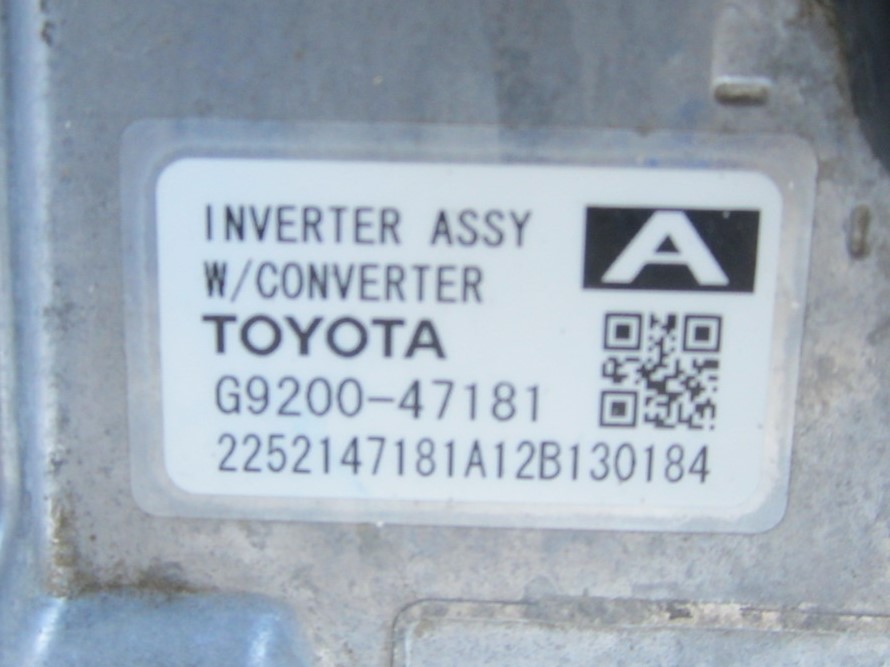 INVERTER ASSY
A
W/CONVERTER
TOYOTA
G9200-47181
2252147181A12B130184